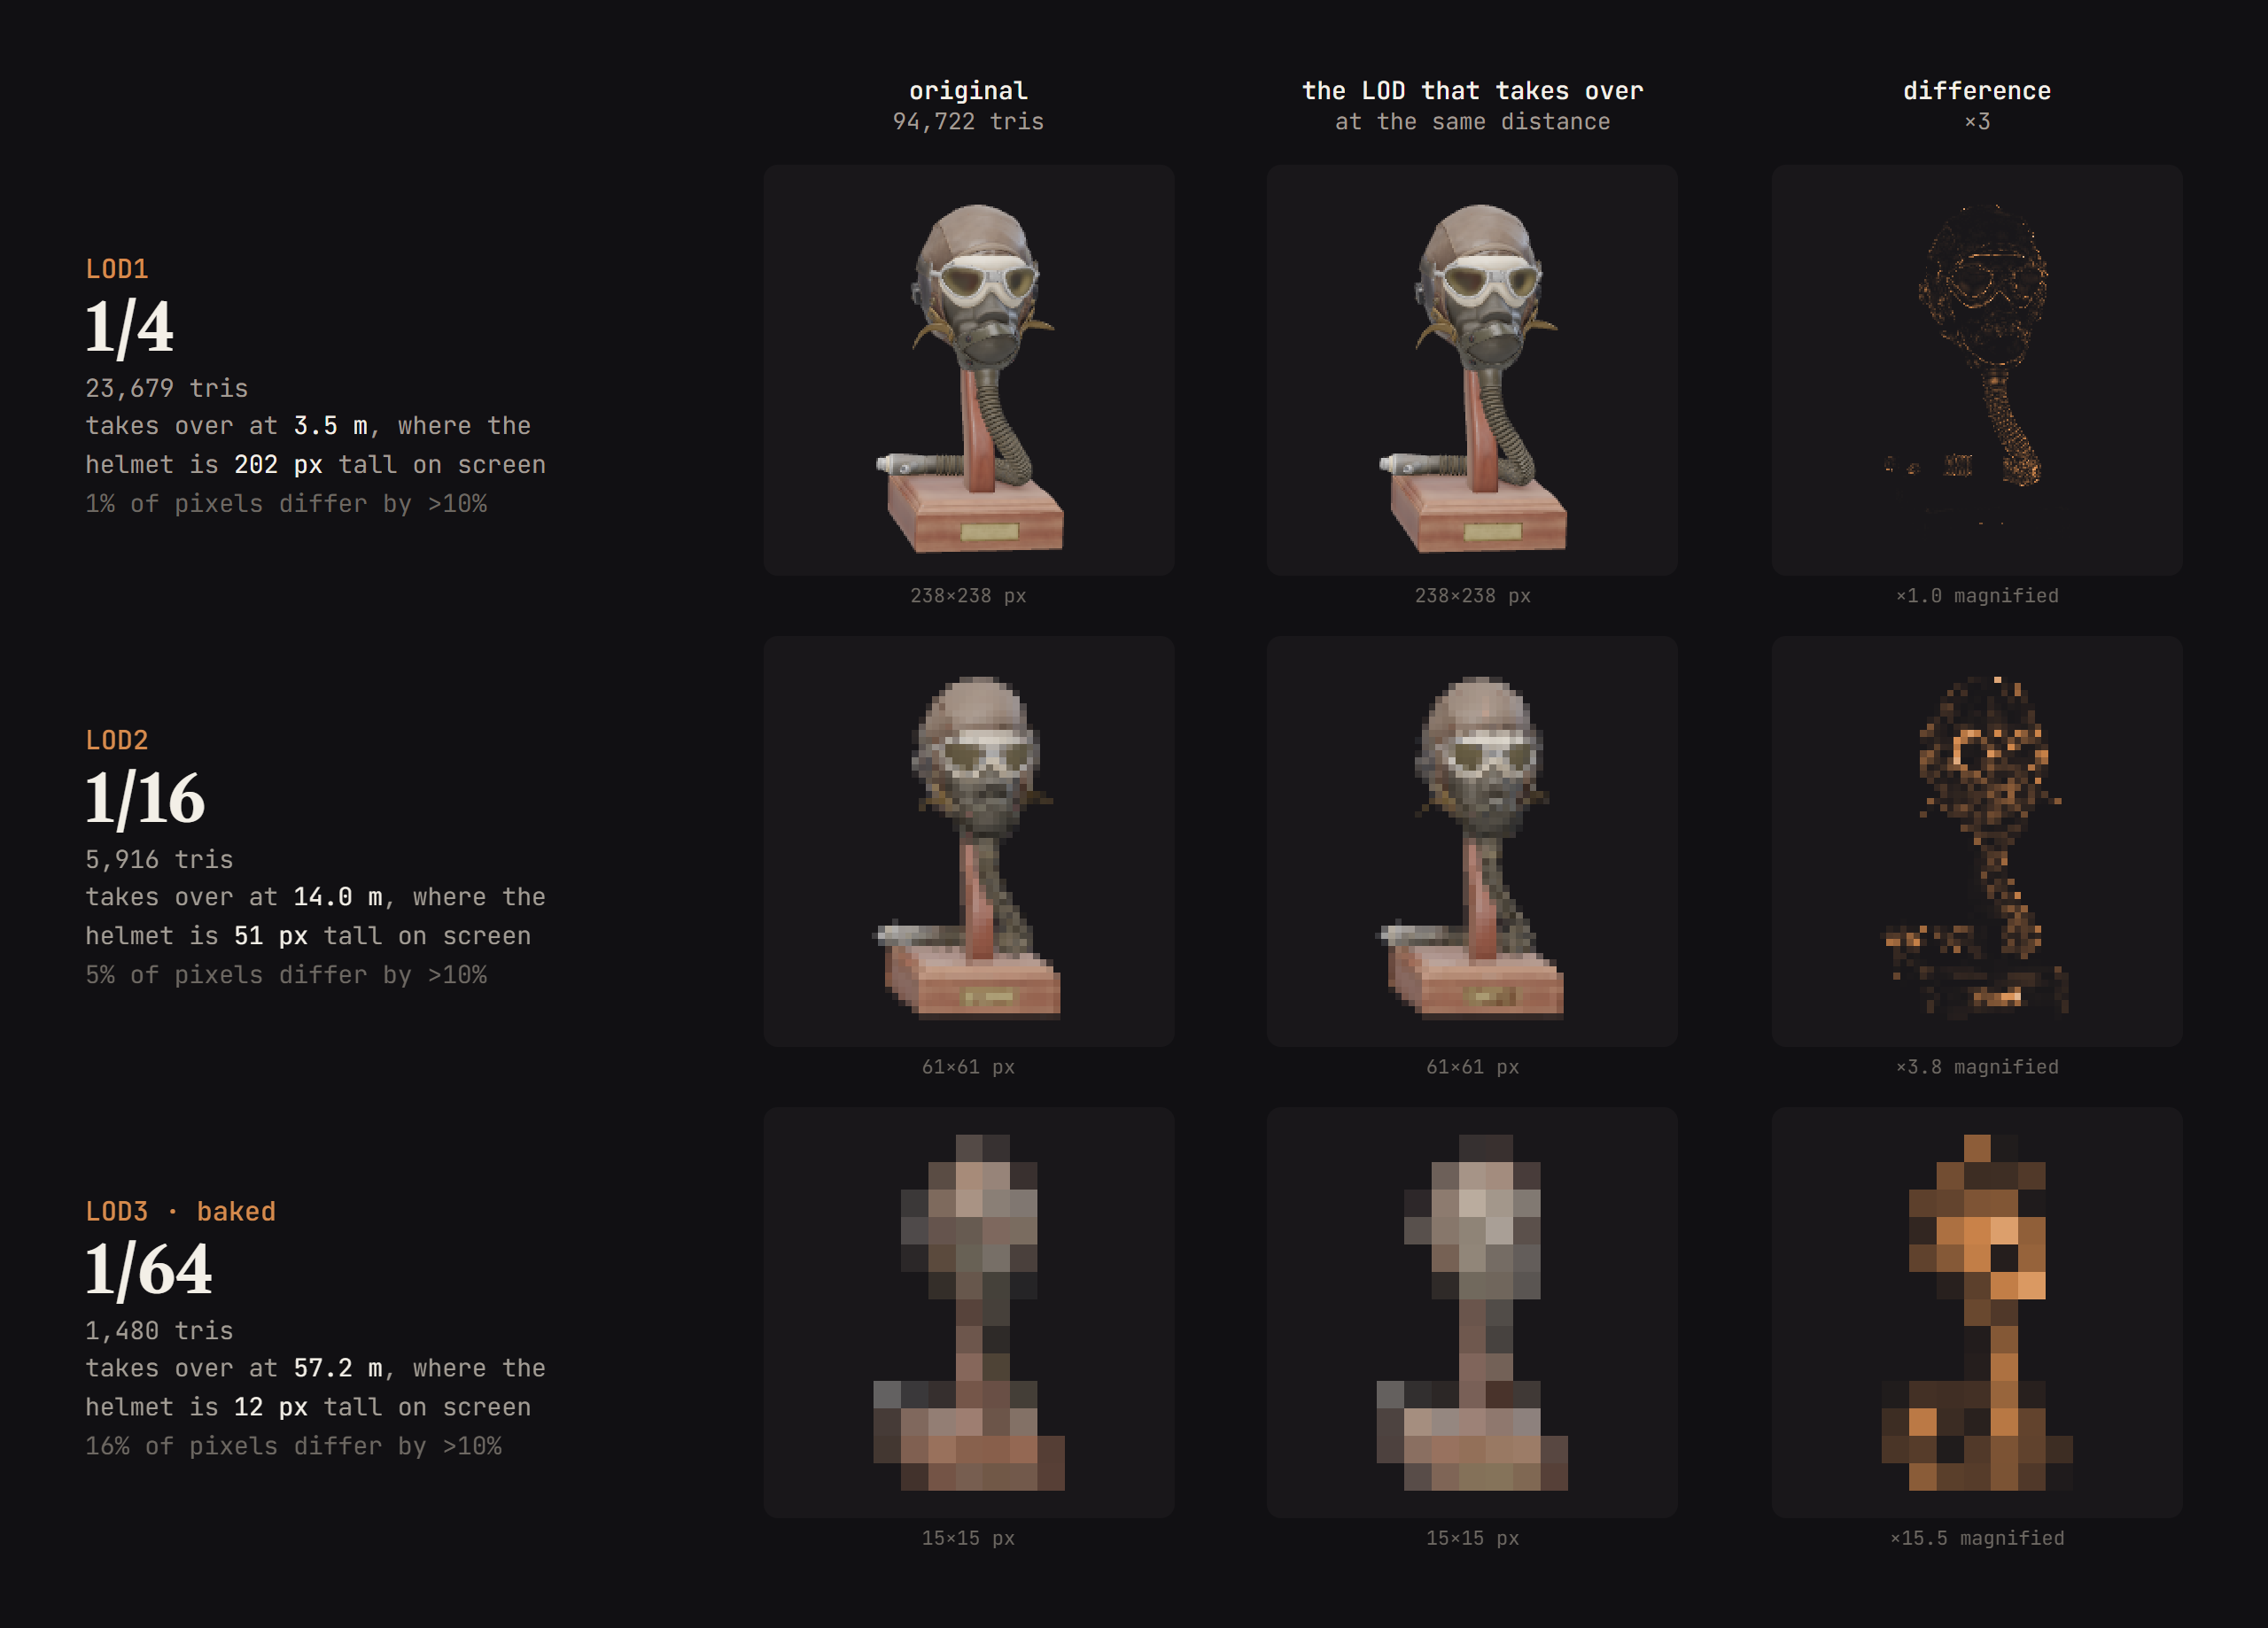 original
94,722 tris
the LOD that takes over
at the same distance
difference
×3
LOD1
1/4
23,679 tris
takes over at 3.5 m, where the
helmet is 202 px tall on screen
1% of pixels differ by >10%
238×238 px
238×238 px
×1.0 magnified
LOD2
1/16
5,916 tris
takes over at 14.0 m, where the
helmet is 51 px tall on screen
5% of pixels differ by >10%
61×61 px
61×61 px
×3.8 magnified
LOD3 · baked
1/64
1,480 tris
takes over at 57.2 m, where the
helmet is 12 px tall on screen
16% of pixels differ by >10%
15×15 px
15×15 px
×15.5 magnified